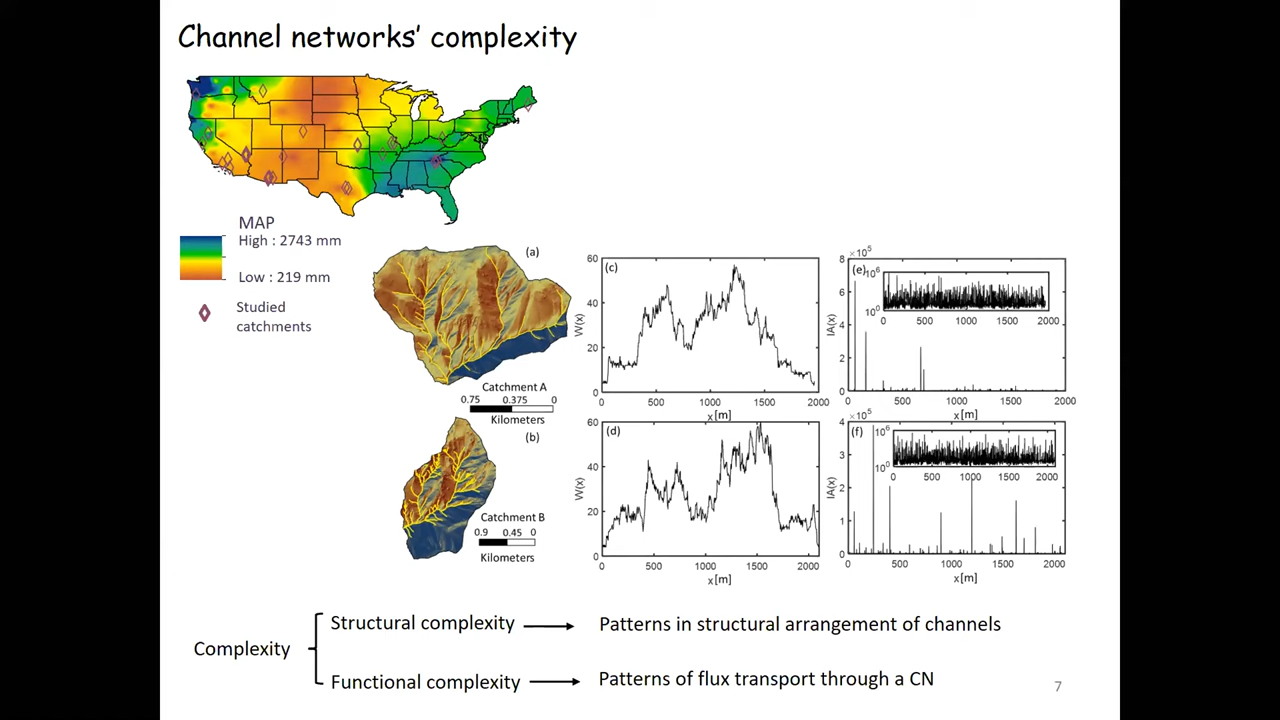 Channel networks' complexity
MAP
High : 2743 mm
Low : 219 mm
Studied
catchments
(a)
Catchment A
0.75 0.375 0
Kilometers
(b)
Catchment B
0.9 0.45 0
Kilometers
(c)
W(x)
60
40
20
0
0 500 1000 1500 2000
x[m]
(d)
W(x)
60
40
20
0
0 500 1000 1500 2000
x[m]
×10⁵
(e)
IA(x)
8
6
4
2
0
10⁶
10⁰
0 500 1000 1500 2000
0 500 1000 1500 2000
x[m]
×10⁵
(f)
IA(x)
4
3
2
1
0
10⁶
10⁰
0 500 1000 1500 2000
0 500 1000 1500 2000
x[m]
Complexity
Structural complexity
Patterns in structural arrangement of channels
Functional complexity
Patterns of flux transport through a CN
7